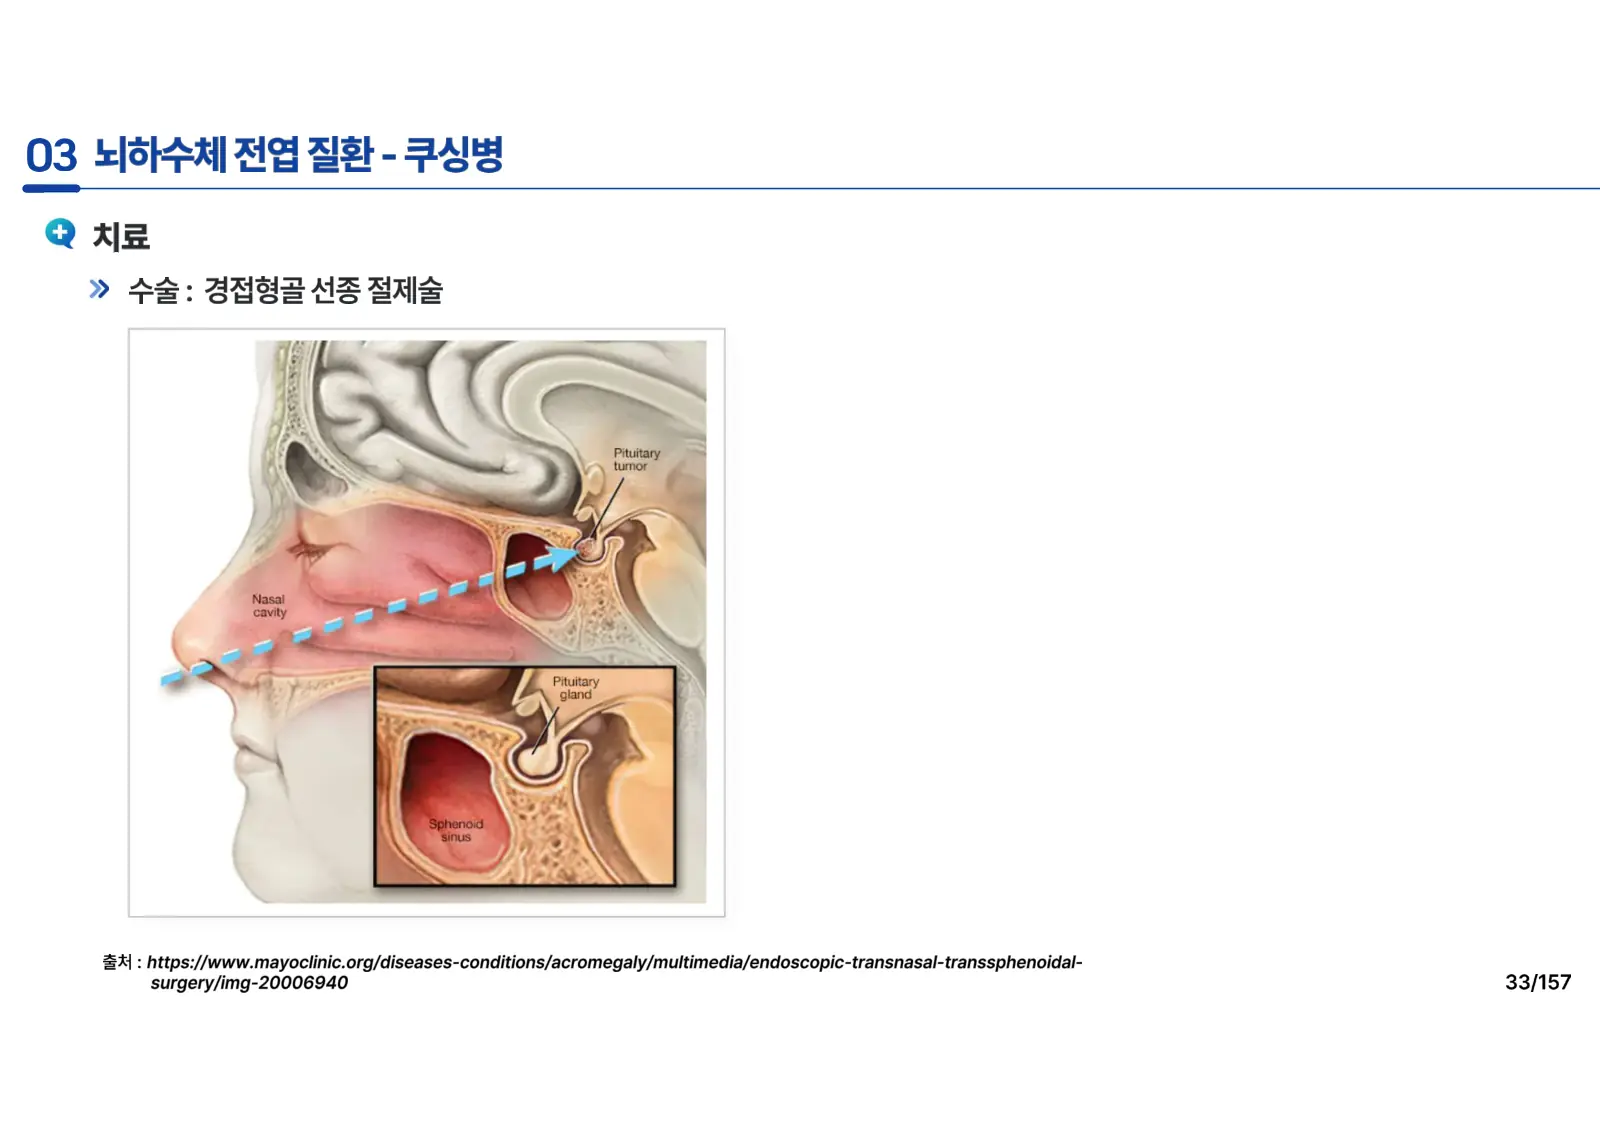 03 뇌하수체 전엽 질환 - 쿠싱병
치료
수술 : 경접형골 선종 절제술
Pituitary
tumor
Nasal
cavity
Pituitary
gland
Sphenoid
sinus
출처 : https://www.mayoclinic.org/diseases-conditions/acromegaly/multimedia/endoscopic-transnasal-transsphenoidal-
surgery/img-20006940
33/157